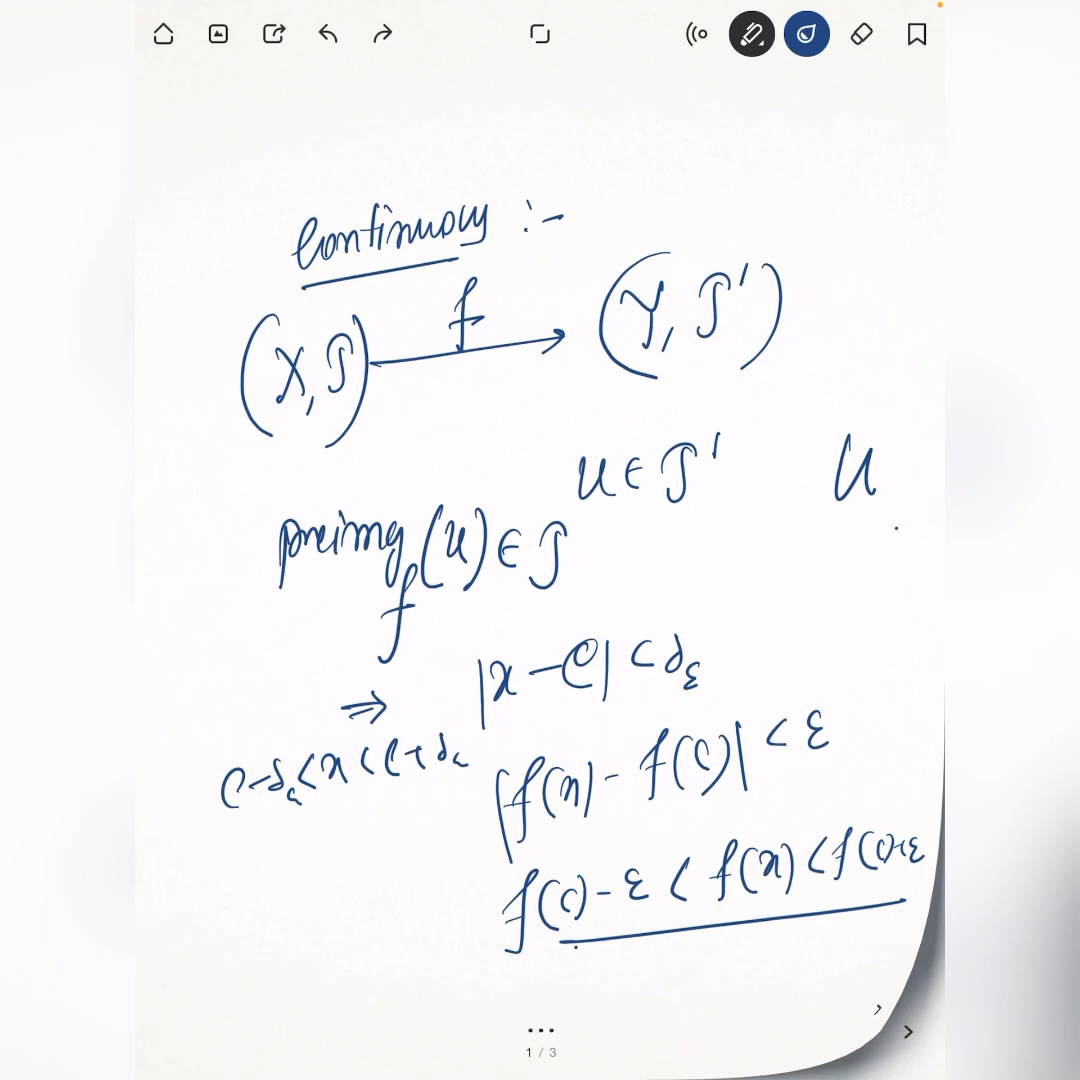 Continuous :-
f
(X, 𝒯) ⟶ (Y, 𝒯')
U ∈ 𝒯' U
preimg_f (U) ∈ 𝒯
⇒ |x - c| < δ_ε
c-δ_ε < x < c+δ_ε
|f(x) - f(c)| < ε
f(c) - ε < f(x) < f(c)+ε
1 / 3